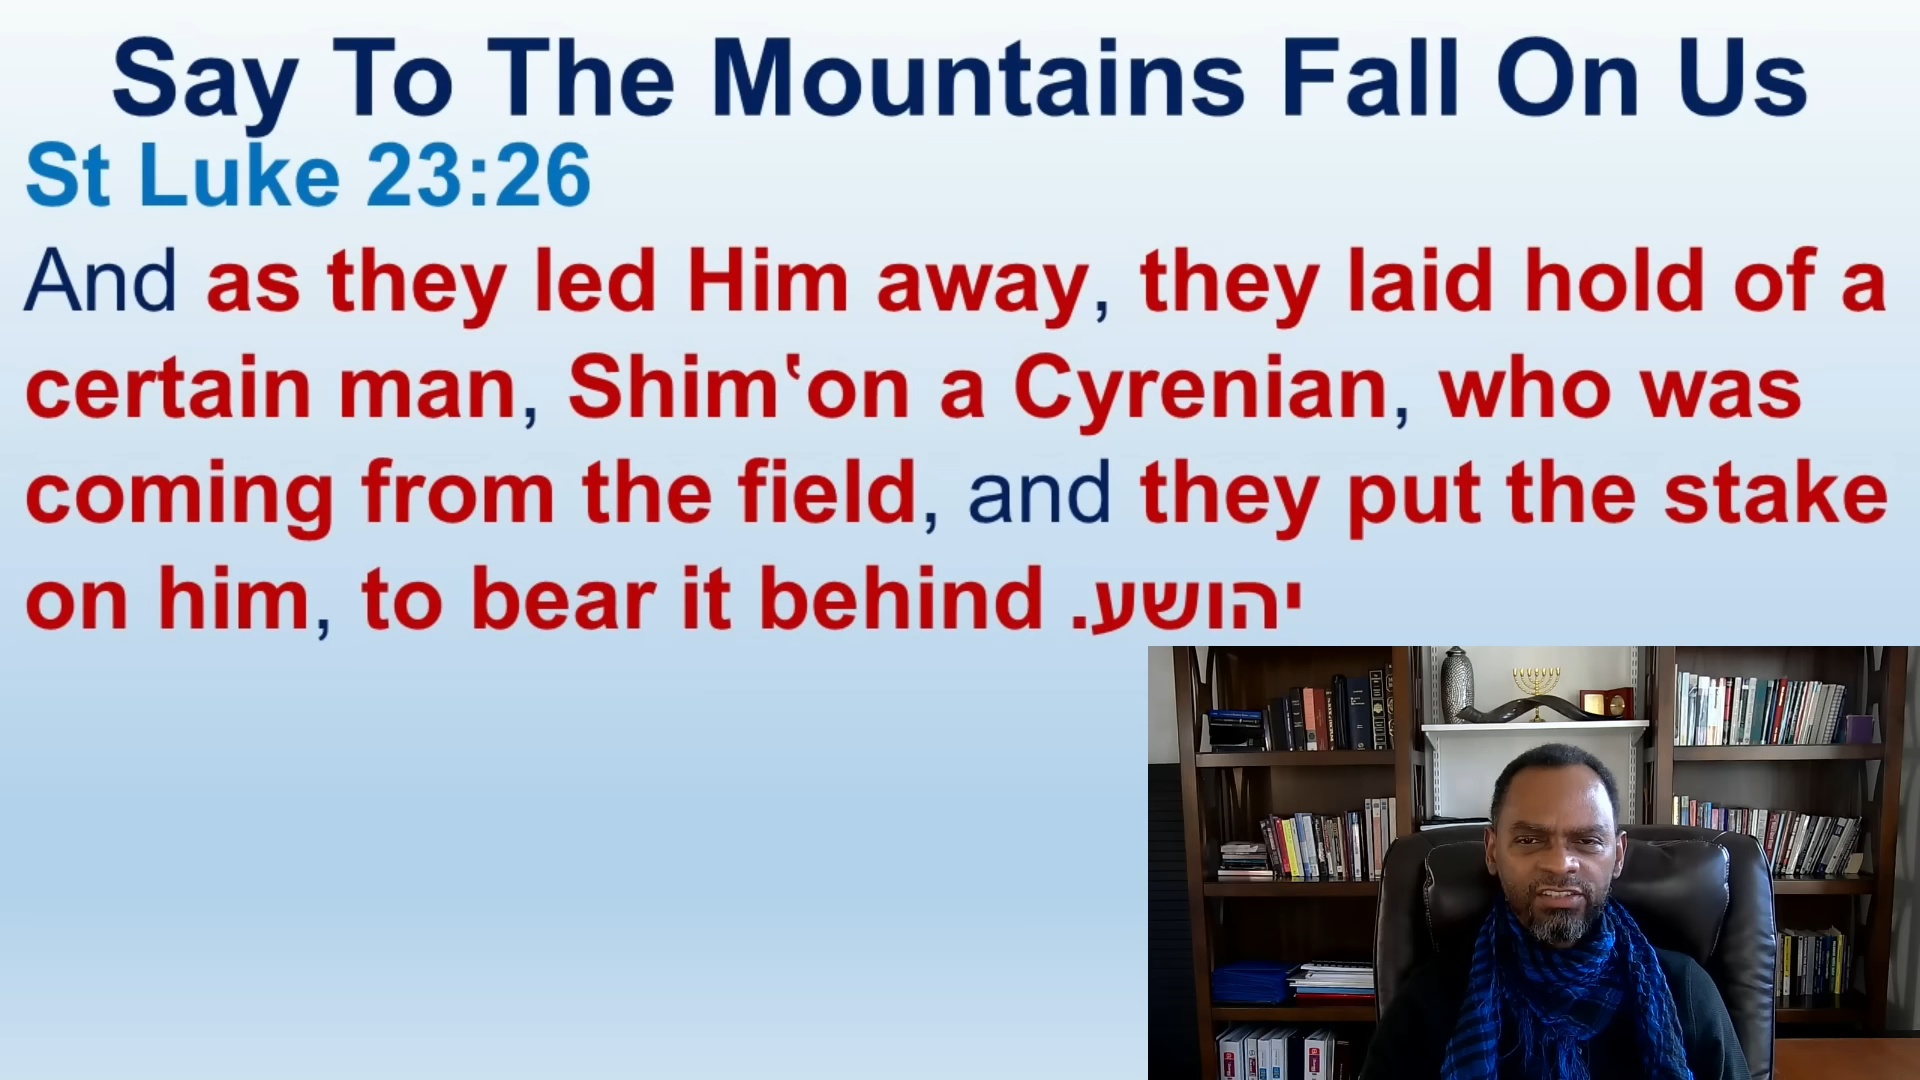 Say To The Mountains Fall On Us
St Luke 23:26
And as they led Him away, they laid hold of a
certain man, Shim‛on a Cyrenian, who was
coming from the field, and they put the stake
on him, to bear it behind יהושע.